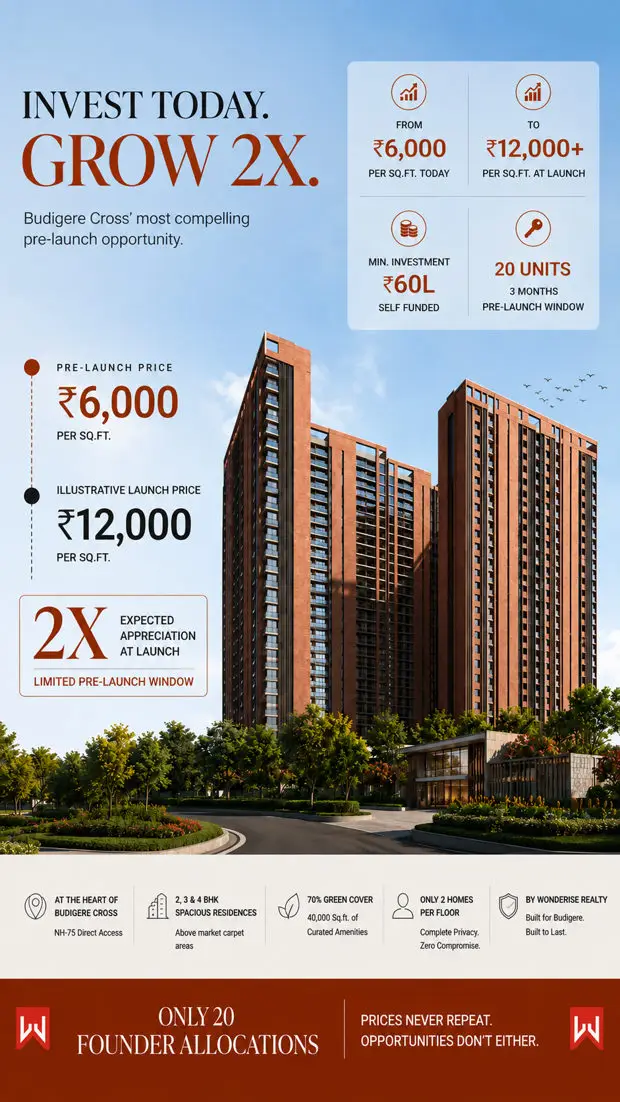 INVEST TODAY.
GROW 2X.
Budigere Cross' most compelling
pre-launch opportunity.
FROM
₹6,000
PER SQ.FT. TODAY
TO
₹12,000+
PER SQ.FT. AT LAUNCH
MIN. INVESTMENT
₹60L
SELF FUNDED
20 UNITS
3 MONTHS
PRE-LAUNCH WINDOW
PRE-LAUNCH PRICE
₹6,000
PER SQ.FT.
ILLUSTRATIVE LAUNCH PRICE
₹12,000
PER SQ.FT.
2X
EXPECTED
APPRECIATION
AT LAUNCH
LIMITED PRE-LAUNCH WINDOW
AT THE HEART OF
BUDIGERE CROSS
NH-75 Direct Access
2, 3 & 4 BHK
SPACIOUS RESIDENCES
Above market carpet
areas
70% GREEN COVER
40,000 Sq.ft. of
Curated Amenities
ONLY 2 HOMES
PER FLOOR
Complete Privacy.
Zero Compromise.
BY WONDERISE REALTY
Built for Budigere.
Built to Last.
ONLY 20
FOUNDER ALLOCATIONS
PRICES NEVER REPEAT.
OPPORTUNITIES DON'T EITHER.